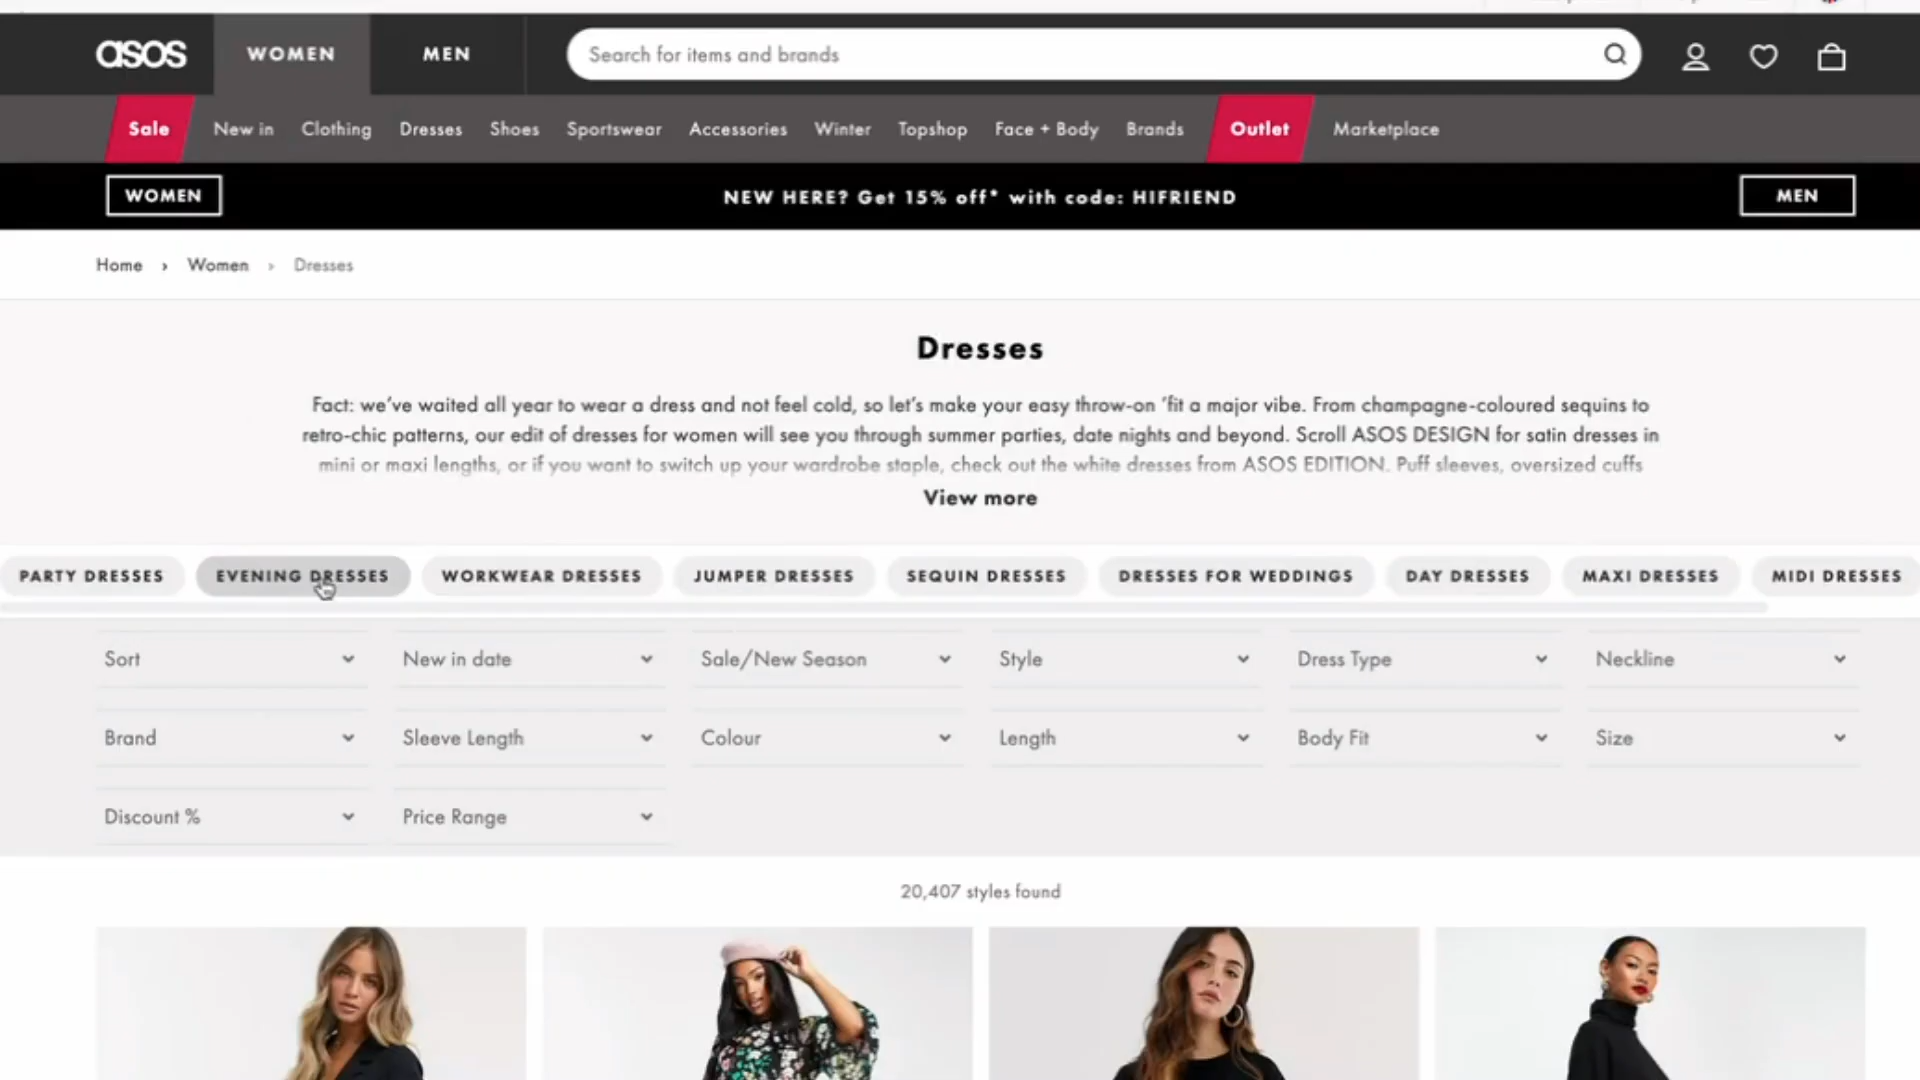 asos
WOMEN
MEN
Search for items and brands
Sale
New in
Clothing
Dresses
Shoes
Sportswear
Accessories
Winter
Topshop
Face + Body
Brands
Outlet
Marketplace
WOMEN
NEW HERE? Get 15% off* with code: HIFRIEND
MEN
Home › Women › Dresses
Dresses
Fact: we've waited all year to wear a dress and not feel cold, so let's make your easy throw-on 'fit a major vibe. From champagne-coloured sequins to
retro-chic patterns, our edit of dresses for women will see you through summer parties, date nights and beyond. Scroll ASOS DESIGN for satin dresses in
mini or maxi lengths, or if you want to switch up your wardrobe staple, check out the white dresses from ASOS EDITION. Puff sleeves, oversized cuffs
View more
PARTY DRESSES
EVENING DRESSES
WORKWEAR DRESSES
JUMPER DRESSES
SEQUIN DRESSES
DRESSES FOR WEDDINGS
DAY DRESSES
MAXI DRESSES
MIDI DRESSES
Sort
New in date
Sale/New Season
Style
Dress Type
Neckline
Brand
Sleeve Length
Colour
Length
Body Fit
Size
Discount %
Price Range
20,407 styles found